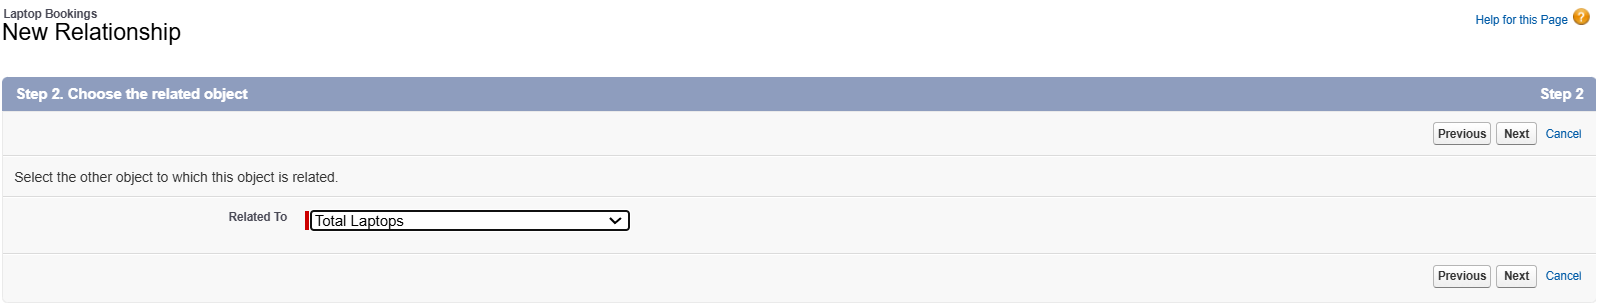 Laptop Bookings
New Relationship
Help for this Page ?
Step 2. Choose the related object
Step 2
Previous Next Cancel
Select the other object to which this object is related.
Related To Total Laptops
Previous Next Cancel